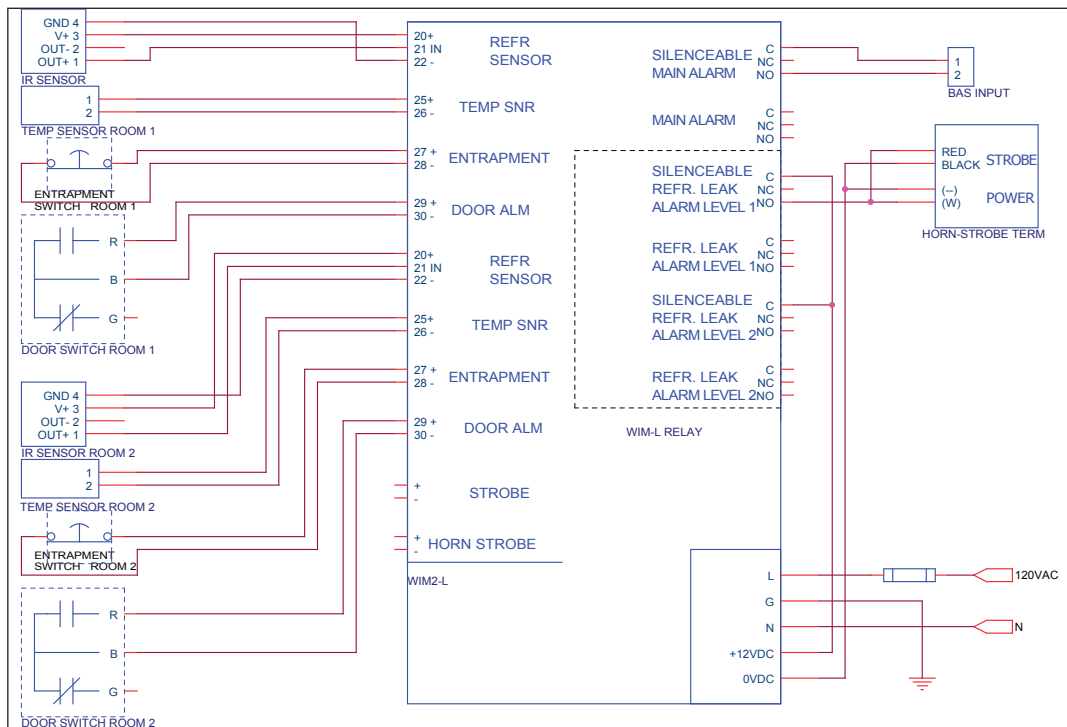 GND 4
V+ 3
OUT- 2
OUT+ 1
IR SENSOR
1
2
TEMP SENSOR ROOM 1
ENTRAPMENT
SWITCH ROOM 1
R
B
G
DOOR SWITCH ROOM 1
GND 4
V+ 3
OUT- 2
OUT+ 1
IR SENSOR ROOM 2
1
2
TEMP SENSOR ROOM 2
ENTRAPMENT
SWITCH ROOM 2
R
B
G
DOOR SWITCH ROOM 2
20+
21 IN
22 -
REFR
SENSOR
25+
26 -
TEMP SNR
27 +
28 -
ENTRAPMENT
29 +
30 -
DOOR ALM
20+
21 IN
22 -
REFR
SENSOR
25+
26 -
TEMP SNR
27 +
28 -
ENTRAPMENT
29 +
30 -
DOOR ALM
+
-
STROBE
+
-
HORN STROBE
WIM2-L
SILENCEABLE
MAIN ALARM
C
NC
NO
MAIN ALARM
C
NC
NO
SILENCEABLE
REFR. LEAK
ALARM LEVEL 1
C
NC
NO
REFR. LEAK
ALARM LEVEL 1
C
NC
NO
SILENCEABLE
REFR. LEAK
ALARM LEVEL 2
C
NC
NO
REFR. LEAK
ALARM LEVEL 2
C
NC
NO
WIM-L RELAY
L
G
N
+12VDC
0VDC
1
2
BAS INPUT
RED
BLACK
(--)
(W)
STROBE
POWER
HORN-STROBE TERM
120VAC
N